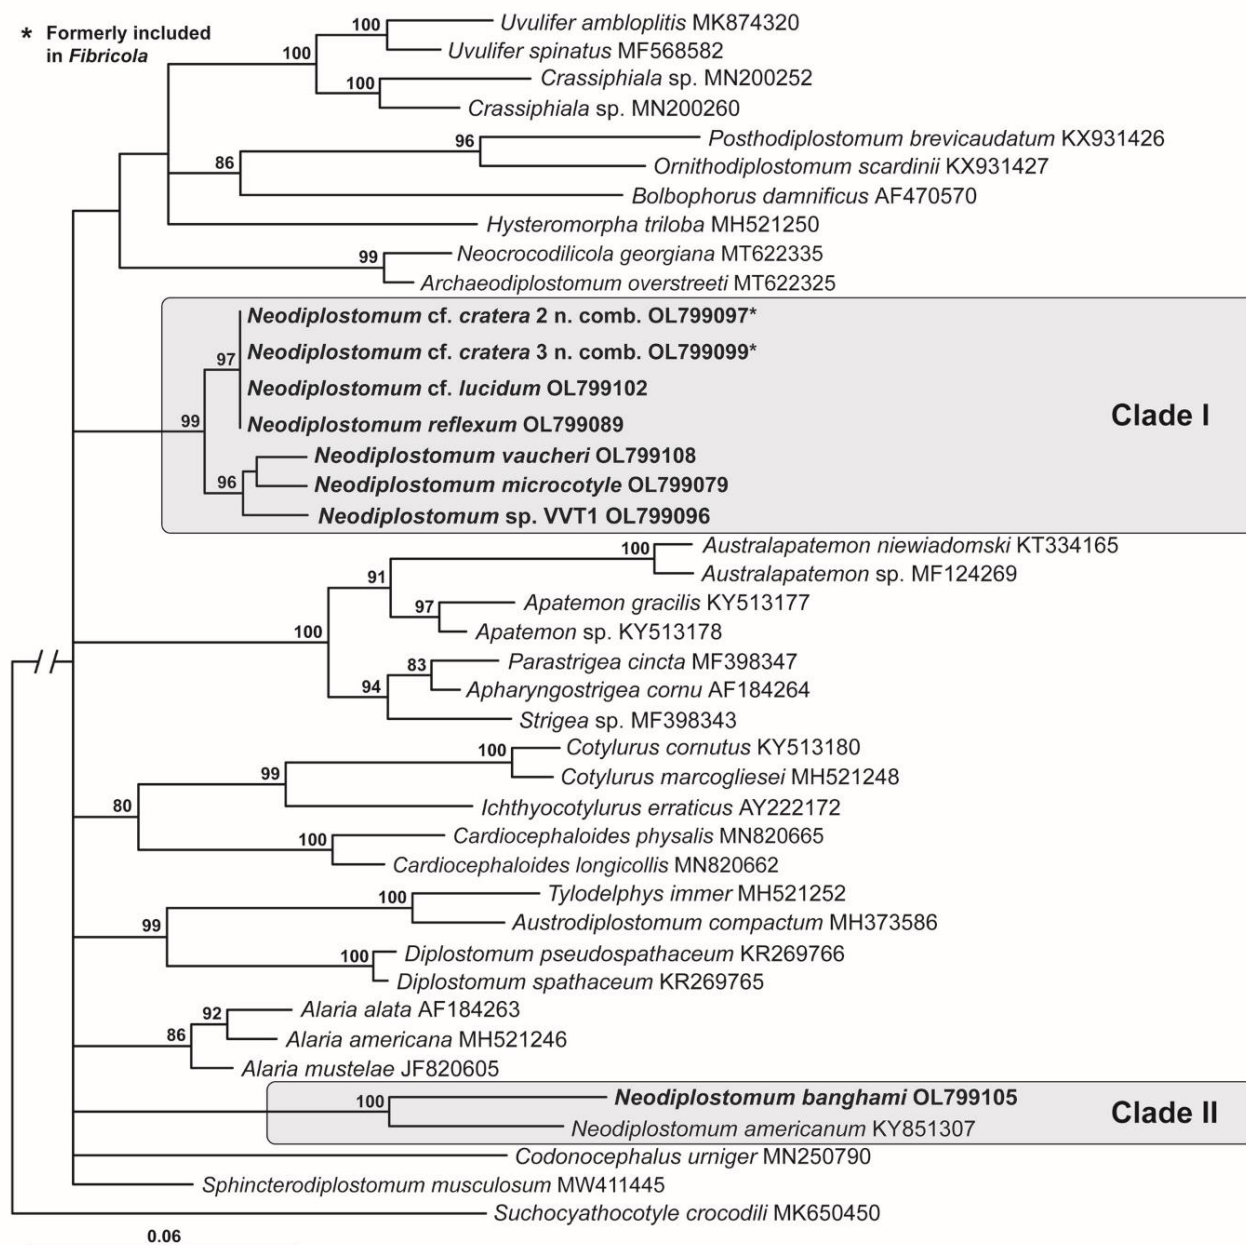 * Formerly included
in Fibricola
100
Uvulifer ambloplitis MK874320
100
Uvulifer spinatus MF568582
100
Crassiphiala sp. MN200252
Crassiphiala sp. MN200260
96
Posthodiplostomum brevicaudatum KX931426
86
Ornithodiplostomum scardinii KX931427
Bolbophorus damnificus AF470570
Hysteromorpha triloba MH521250
99
Neocrocodilicola georgiana MT622335
Archaeodiplostomum overstreeti MT622325
Neodiplostomum cf. cratera 2 n. comb. OL799097*
97
Neodiplostomum cf. cratera 3 n. comb. OL799099*
Neodiplostomum cf. lucidum OL799102
99
Neodiplostomum reflexum OL799089
Clade I
Neodiplostomum vaucheri OL799108
96
Neodiplostomum microcotyle OL799079
Neodiplostomum sp. VVT1 OL799096
100
Australapatemon niewiadomski KT334165
91
Australapatemon sp. MF124269
97
Apatemon gracilis KY513177
100
Apatemon sp. KY513178
83
Parastrigea cincta MF398347
94
Apharyngostrigea cornu AF184264
Strigea sp. MF398343
100
Cotylurus cornutus KY513180
99
Cotylurus marcogliesei MH521248
80
Ichthyocotylurus erraticus AY222172
100
Cardiocephaloides physalis MN820665
Cardiocephaloides longicollis MN820662
100
Tylodelphys immer MH521252
99
Austrodiplostomum compactum MH373586
100
Diplostomum pseudospathaceum KR269766
Diplostomum spathaceum KR269765
92
Alaria alata AF184263
86
Alaria americana MH521246
Alaria mustelae JF820605
100
Neodiplostomum banghami OL799105
Clade II
Neodiplostomum americanum KY851307
Codonocephalus urniger MN250790
Sphincterodiplostomum musculosum MW411445
Suchocyathocotyle crocodili MK650450
0.06